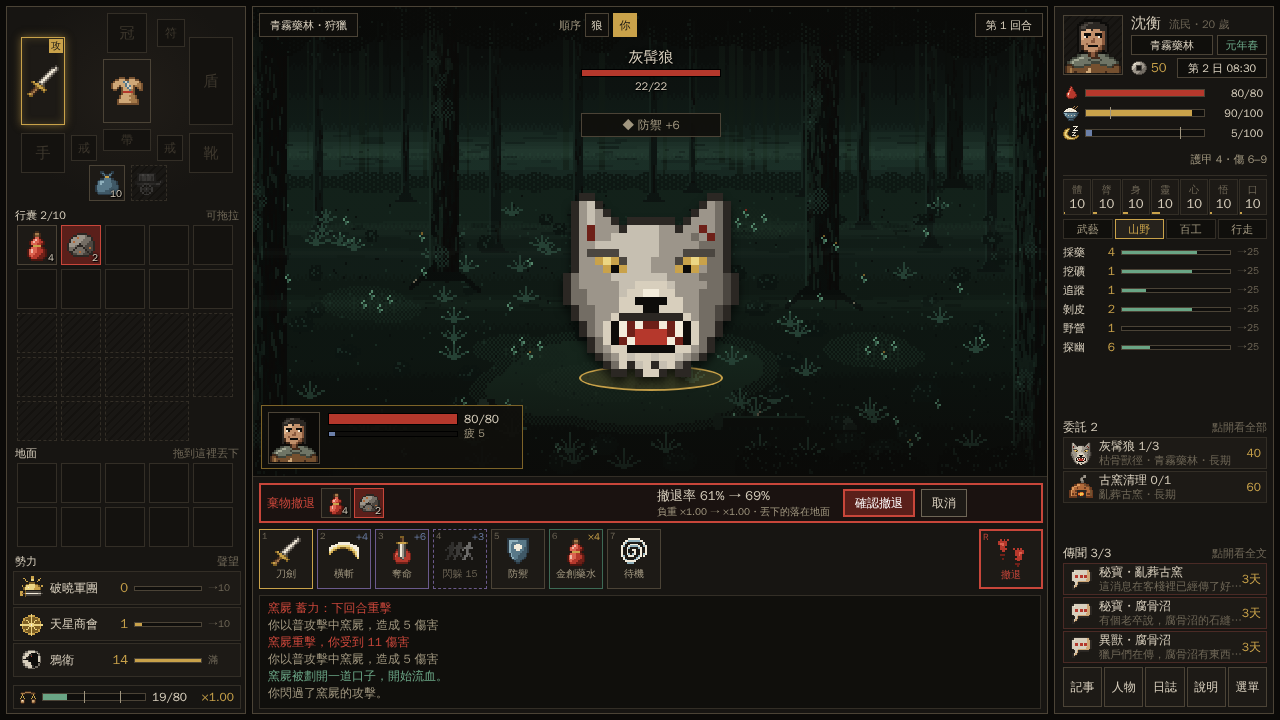 攻
冠
符
盾
手
戒
帶
戒
靴
10
行囊 2/10
可拖拉
4
2
地面
拖到這裡丟下
勢力
聲望
破曉軍團 0 →10
天星商會 1 →10
鴉衛 14 滿
19/80 ×1.00
青霧藥林・狩獵
順序 狼 你
第 1 回合
灰髯狼
22/22
◆ 防禦 +6
80/80
疲 5
棄物撤退
4
2
撤退率 61% → 69%
負重 ×1.00 → ×1.00・丟下的落在地面
確認撤退
取消
1 刀劍
2 +4 橫斬
3 +6 奪命
4 +3 閃躲 15
5 防禦
6 ×4 金創藥水
7 待機
R 撤退
窯屍 蓄力：下回合重擊
你以普攻擊中窯屍，造成 5 傷害
窯屍重擊，你受到 11 傷害
你以普攻擊中窯屍，造成 5 傷害
窯屍被劃開一道口子，開始流血。
你閃過了窯屍的攻擊。
沈衡 流民・20 歲
青霧藥林 元年春
50 第 2 日 08:30
80/80
90/100
5/100
護甲 4・傷 6–9
體 臂 身 靈 心 悟 口
10 10 10 10 10 10 10
武藝 山野 百工 行走
採藥 4 →25
挖礦 1 →25
追蹤 1 →25
剝皮 2 →25
野營 1 →25
探幽 6 →25
委託 2 點開看全部
灰髯狼 1/3
枯骨獸徑・青霧藥林・長期
40
古窯清理 0/1
亂葬古窯・長期
60
傳聞 3/3 點開看全文
秘寶・亂葬古窯
這消息在客棧裡已經傳了好…
3天
秘寶・腐骨沼
有個老卒說，腐骨沼的石縫…
3天
異獸・腐骨沼
獵戶們在傳，腐骨沼有東西…
3天
記事 人物 日誌 說明 選單